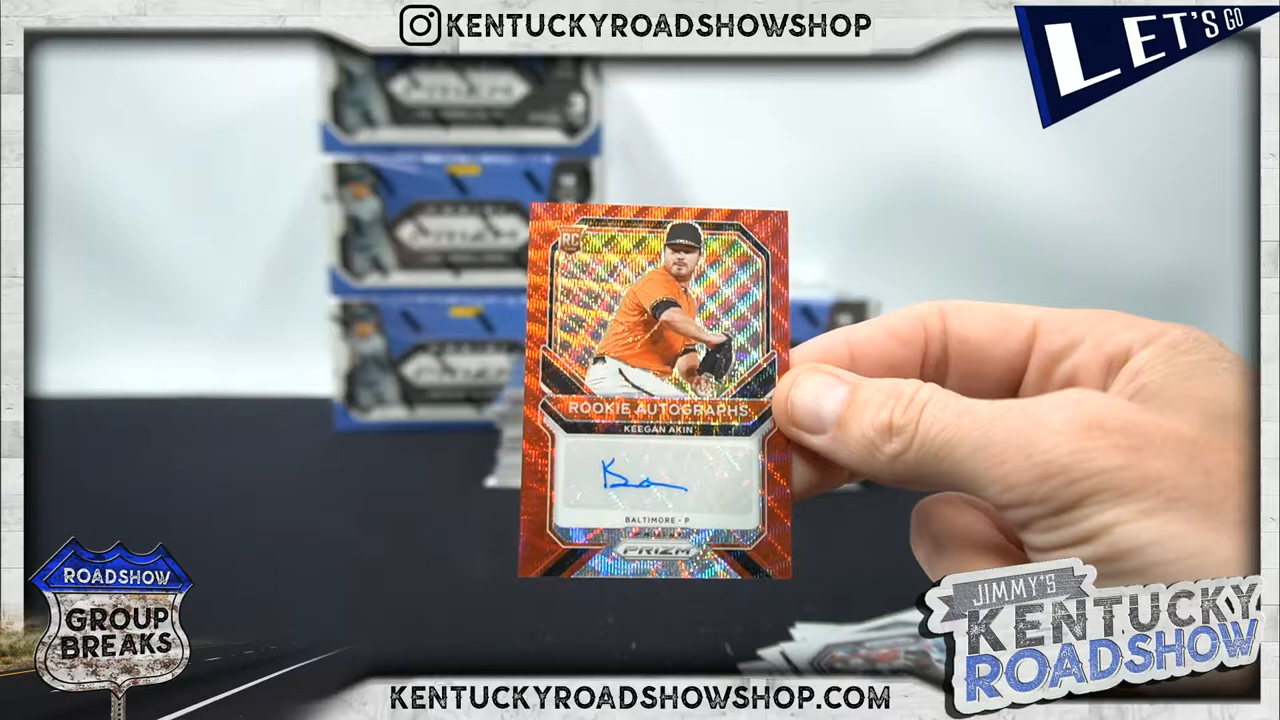 KENTUCKYROADSHOWSHOP
LET'S GO
RC
ROOKIE AUTOGRAPHS
KEEGAN AKIN
BALTIMORE - P
PRIZM
ROADSHOW
GROUP
BREAKS
JIMMY'S
KENTUCKY
ROADSHOW
KENTUCKYROADSHOWSHOP.COM